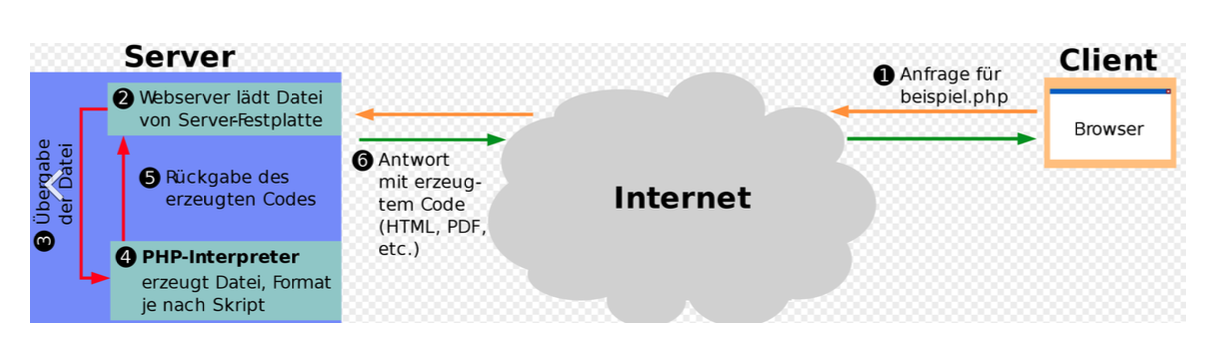 Server
Client
❶ Anfrage für
beispiel.php
Browser
❷ Webserver lädt Datei
von Server-Festplatte
❸ Übergabe
der Datei
❹ PHP-Interpreter
erzeugt Datei, Format
je nach Skript
❺ Rückgabe des
erzeugten Codes
❻ Antwort
mit erzeug-
tem Code
(HTML, PDF,
etc.)
Internet